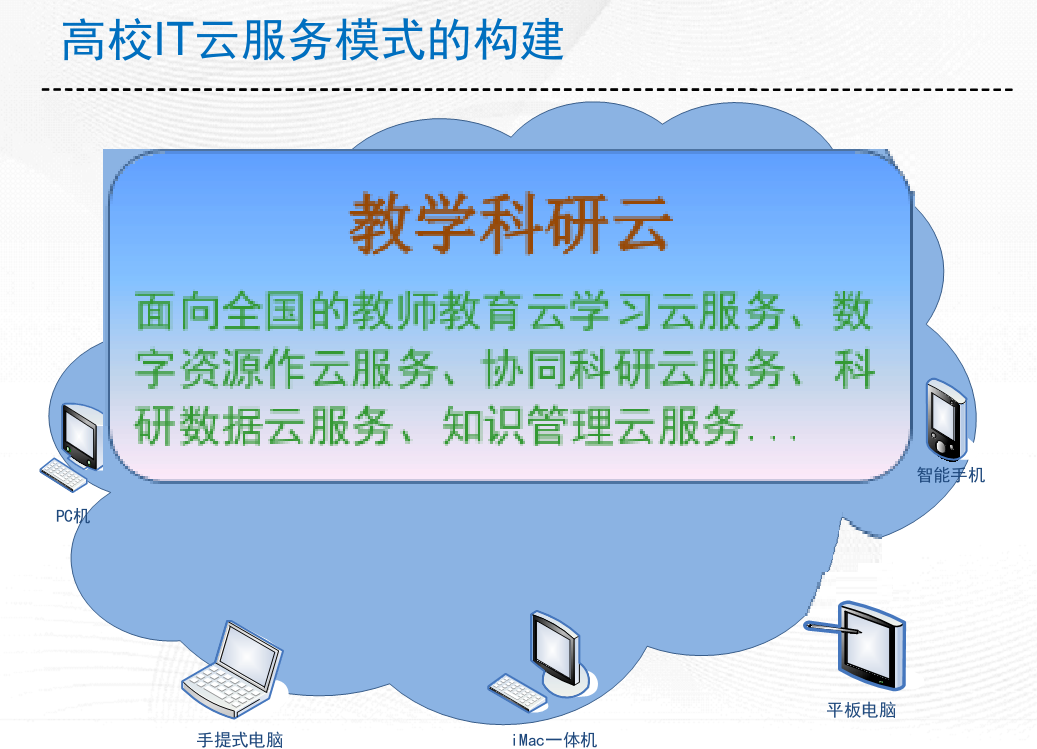 高校IT云服务模式的构建
教学科研云
面向全国的教师教育云学习云服务、数
字资源作云服务、协同科研云服务、科
研数据云服务、知识管理云服务...
智能手机
PC机
平板电脑
手提式电脑
iMac一体机